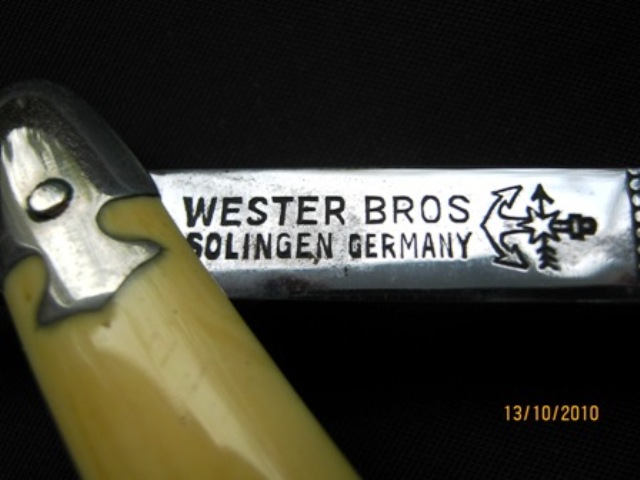 WESTER BROS
SOLINGEN GERMANY
13/10/2010